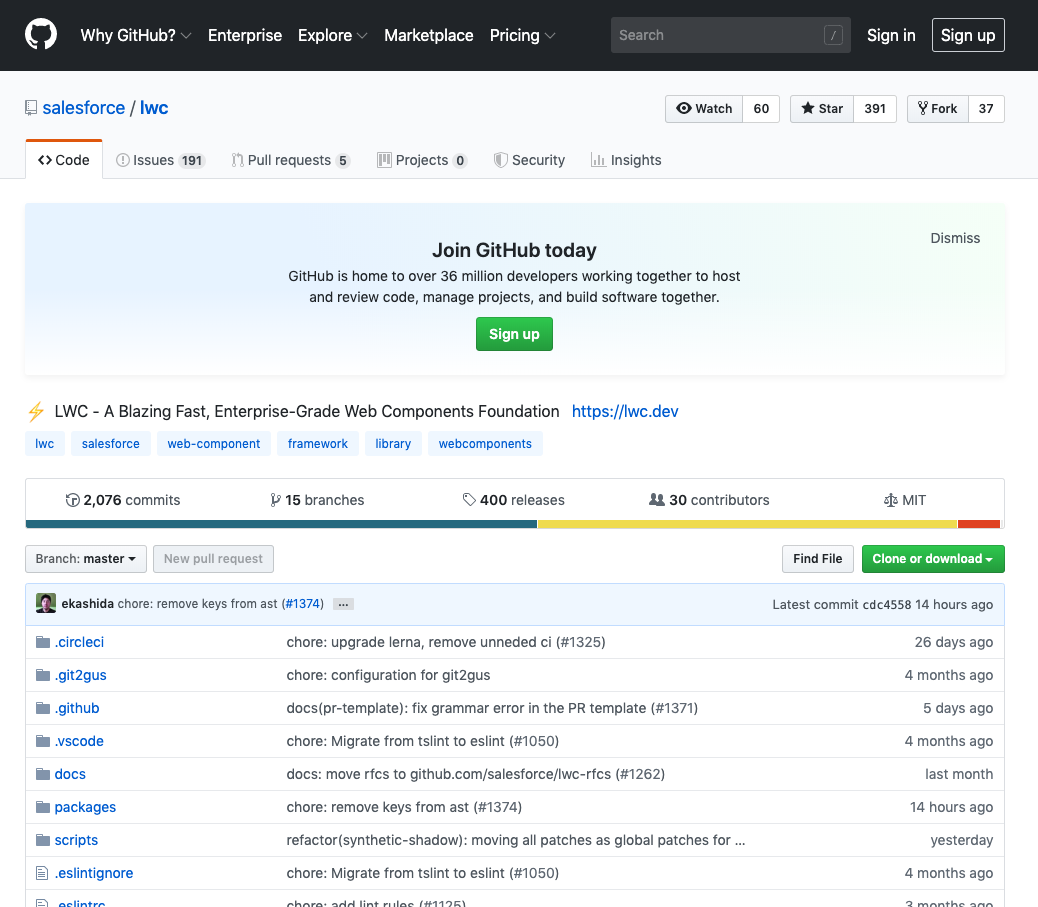 Why GitHub? Enterprise Explore Marketplace Pricing Search / Sign in Sign up
salesforce / lwc Watch 60 Star 391 Fork 37
Code Issues 191 Pull requests 5 Projects 0 Security Insights
Dismiss
Join GitHub today
GitHub is home to over 36 million developers working together to host
and review code, manage projects, and build software together.
Sign up
⚡ LWC - A Blazing Fast, Enterprise-Grade Web Components Foundation https://lwc.dev
lwc salesforce web-component framework library webcomponents
2,076 commits 15 branches 400 releases 30 contributors MIT
Branch: master New pull request Find File Clone or download
ekashida chore: remove keys from ast (#1374) ... Latest commit cdc4558 14 hours ago
.circleci chore: upgrade lerna, remove unneded ci (#1325) 26 days ago
.git2gus chore: configuration for git2gus 4 months ago
.github docs(pr-template): fix grammar error in the PR template (#1371) 5 days ago
.vscode chore: Migrate from tslint to eslint (#1050) 4 months ago
docs docs: move rfcs to github.com/salesforce/lwc-rfcs (#1262) last month
packages chore: remove keys from ast (#1374) 14 hours ago
scripts refactor(synthetic-shadow): moving all patches as global patches for ... yesterday
.eslintignore chore: Migrate from tslint to eslint (#1050) 4 months ago
.eslintrc chore: add lint rules (#1125) 3 months ago